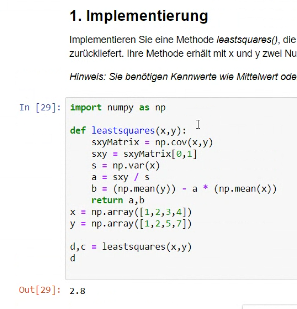 1. Implementierung
Implementieren Sie eine Methode leastsquares(), die
zurückliefert. Ihre Methode erhält mit x und y zwei Nu
Hinweis: Sie benötigen Kennwerte wie Mittelwert ode
In [29]: import numpy as np
def leastsquares(x,y):
sxyMatrix = np.cov(x,y)
sxy = sxyMatrix[0,1]
s = np.var(x)
a = sxy / s
b = (np.mean(y)) - a * (np.mean(x))
return a,b
x = np.array([1,2,3,4])
y = np.array([1,2,5,7])
d,c = leastsquares(x,y)
d
Out[29]: 2.8